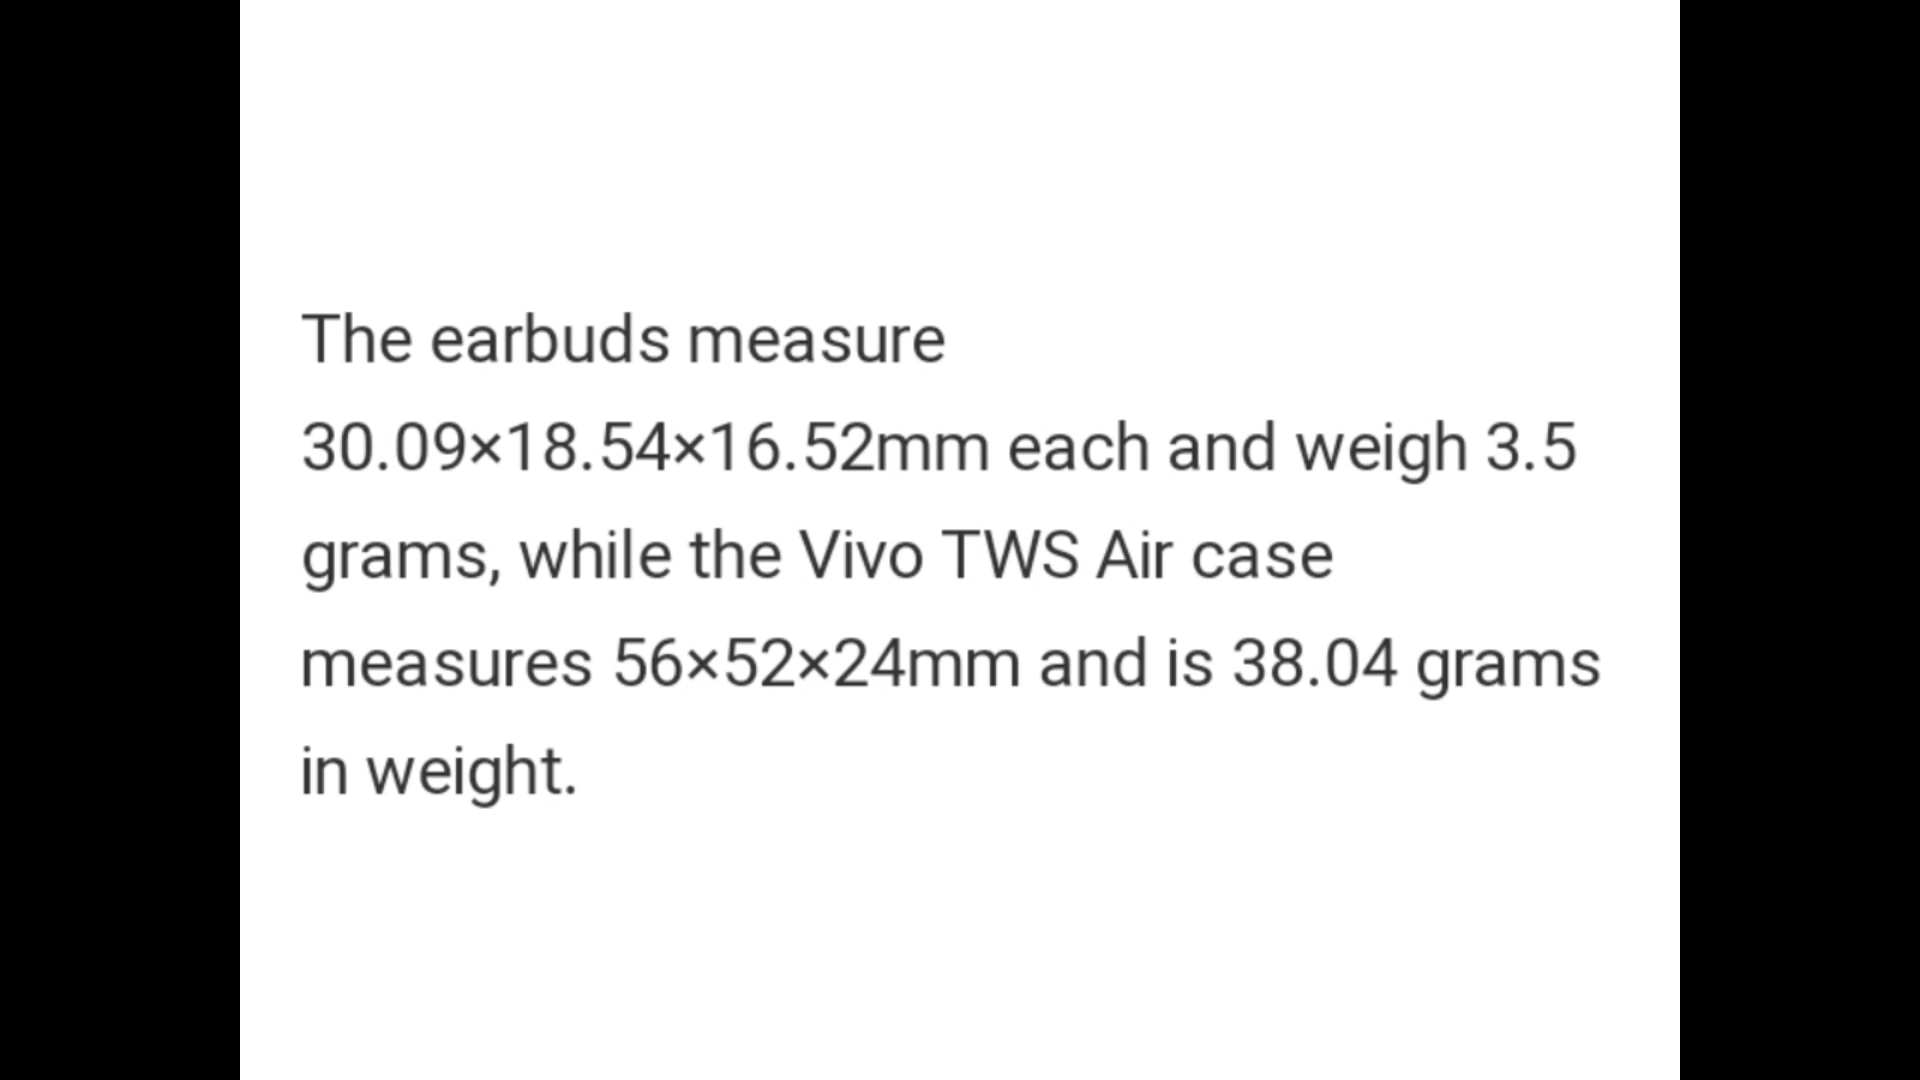 The earbuds measure
30.09×18.54×16.52mm each and weigh 3.5
grams, while the Vivo TWS Air case
measures 56×52×24mm and is 38.04 grams
in weight.